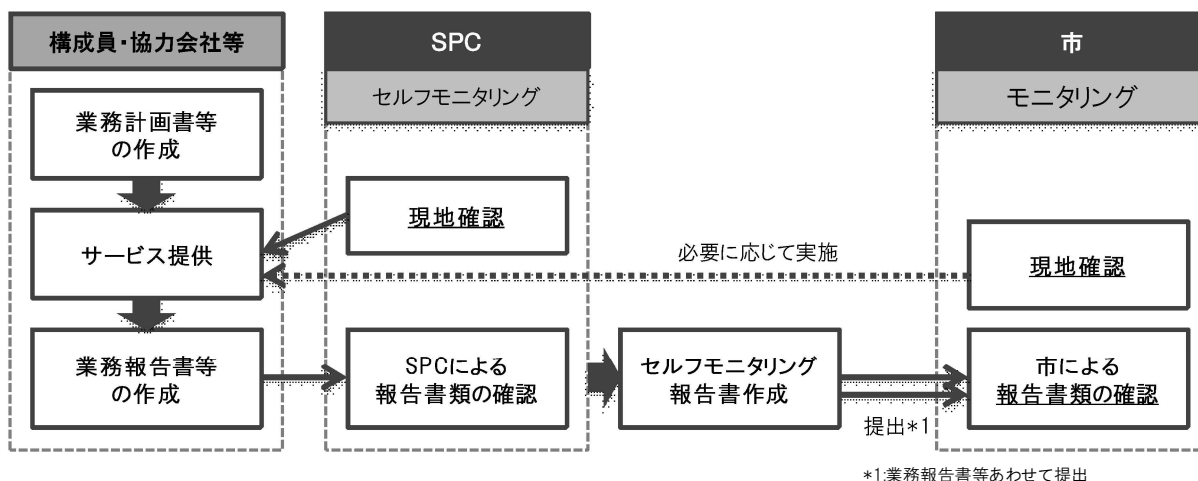 構成員・協力会社等
SPC
市
セルフモニタリング
モニタリング
業務計画書等
の作成
現地確認
サービス提供
必要に応じて実施
現地確認
業務報告書等
の作成
SPCによる
報告書類の確認
セルフモニタリング
報告書作成
市による
報告書類の確認
提出*1
*1:業務報告書等あわせて提出